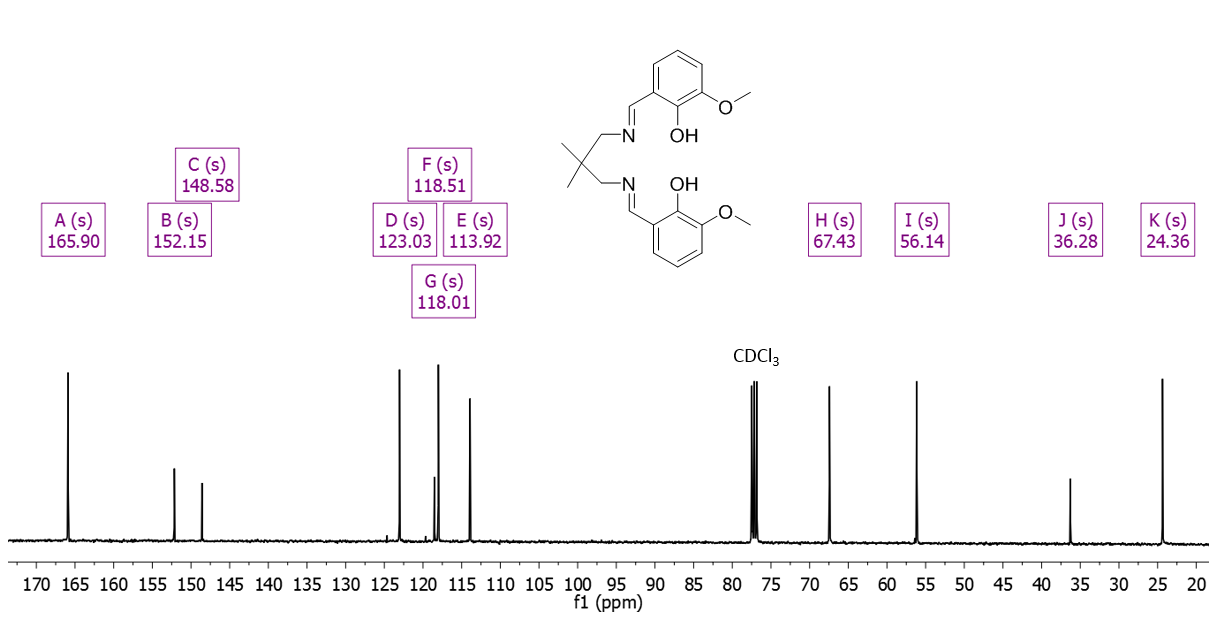 O
N
OH
N
OH
O
C (s)
148.58
F (s)
118.51
A (s)
165.90
B (s)
152.15
D (s)
123.03
E (s)
113.92
H (s)
67.43
I (s)
56.14
J (s)
36.28
K (s)
24.36
G (s)
118.01
CDCl₃
170 165 160 155 150 145 140 135 130 125 120 115 110 105 100 95 90 85 80 75 70 65 60 55 50 45 40 35 30 25 20
f1 (ppm)